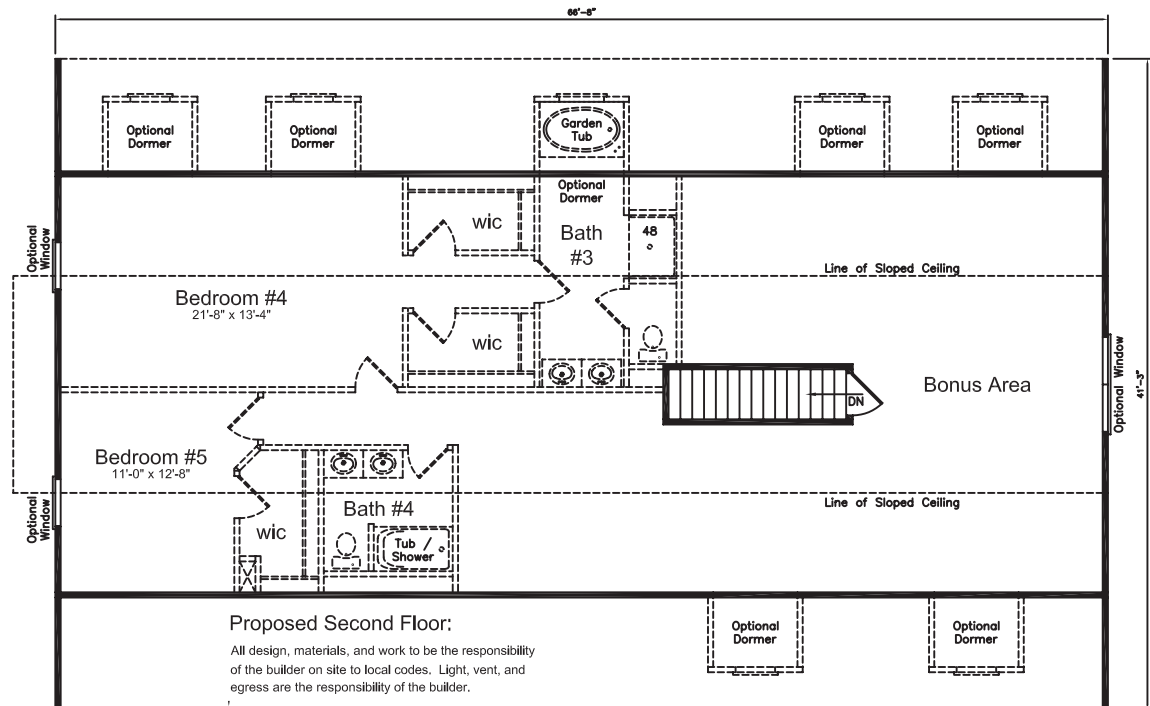 66'-8"
Optional
Dormer
Optional
Dormer
Garden
Tub
Optional
Dormer
Optional
Dormer
Optional
Dormer
wic
Bath
#3
48
Optional
Window
Line of Sloped Ceiling
Bedroom #4
21'-8" x 13'-4"
wic
Bonus Area
Optional Window
41'-3"
DN
Bedroom #5
11'-0" x 12'-8"
Optional
Window
Line of Sloped Ceiling
Bath #4
wic
Tub /
Shower
Proposed Second Floor:
All design, materials, and work to be the responsibility
of the builder on site to local codes. Light, vent, and
egress are the responsibility of the builder.
Optional
Dormer
Optional
Dormer